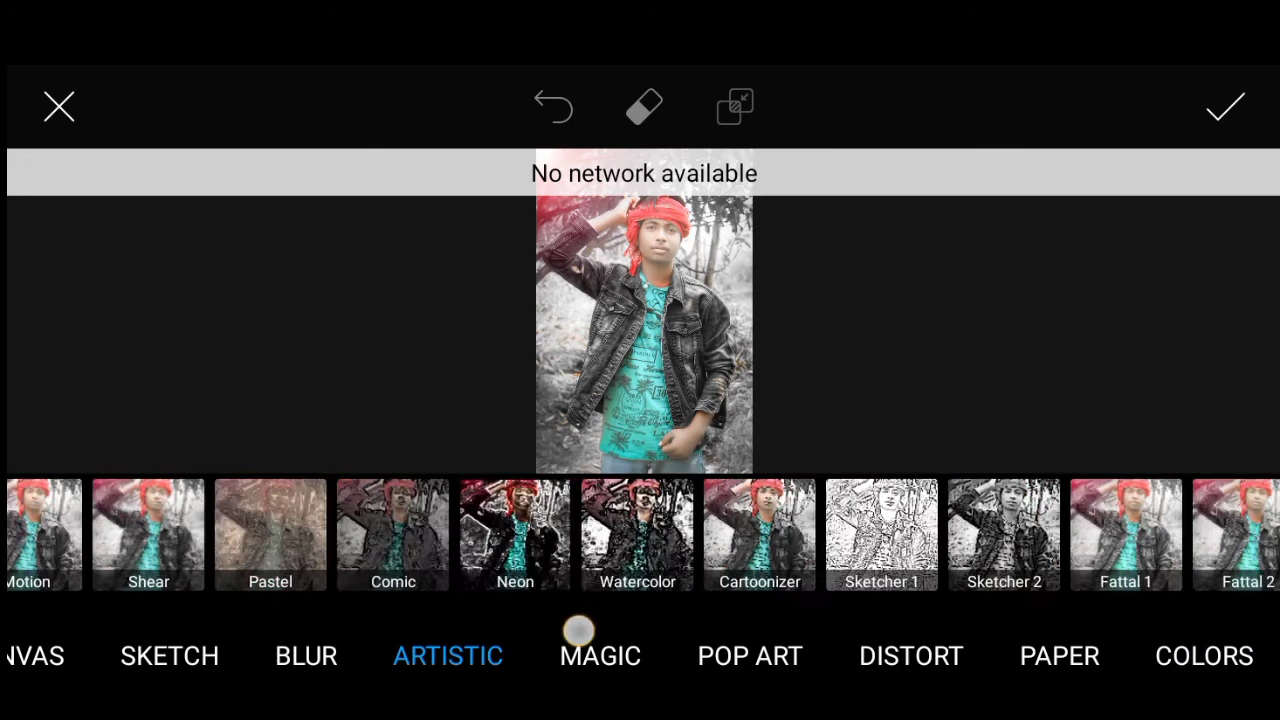 No network available
Motion Shear Pastel Comic Neon Watercolor Cartoonizer Sketcher 1 Sketcher 2 Fattal 1 Fattal 2
NVAS SKETCH BLUR ARTISTIC MAGIC POP ART DISTORT PAPER COLORS